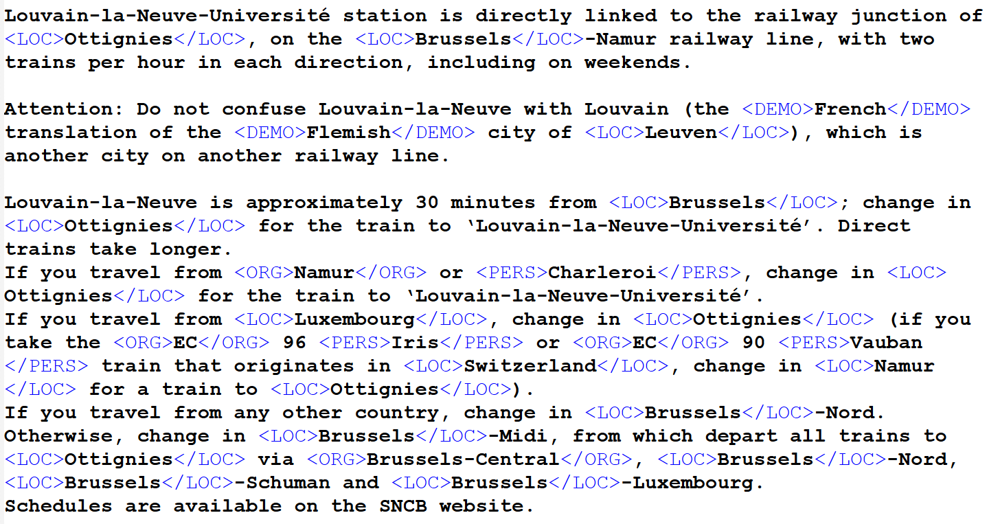 Louvain-la-Neuve-Université station is directly linked to the railway junction of
<LOC>Ottignies</LOC>, on the <LOC>Brussels</LOC>-Namur railway line, with two
trains per hour in each direction, including on weekends.

Attention: Do not confuse Louvain-la-Neuve with Louvain (the <DEMO>French</DEMO>
translation of the <DEMO>Flemish</DEMO> city of <LOC>Leuven</LOC>), which is
another city on another railway line.

Louvain-la-Neuve is approximately 30 minutes from <LOC>Brussels</LOC>; change in
<LOC>Ottignies</LOC> for the train to ‘Louvain-la-Neuve-Université’. Direct
trains take longer.
If you travel from <ORG>Namur</ORG> or <PERS>Charleroi</PERS>, change in <LOC>
Ottignies</LOC> for the train to ‘Louvain-la-Neuve-Université’.
If you travel from <LOC>Luxembourg</LOC>, change in <LOC>Ottignies</LOC> (if you
take the <ORG>EC</ORG> 96 <PERS>Iris</PERS> or <ORG>EC</ORG> 90 <PERS>Vauban
</PERS> train that originates in <LOC>Switzerland</LOC>, change in <LOC>Namur
</LOC> for a train to <LOC>Ottignies</LOC>).
If you travel from any other country, change in <LOC>Brussels</LOC>-Nord.
Otherwise, change in <LOC>Brussels</LOC>-Midi, from which depart all trains to
<LOC>Ottignies</LOC> via <ORG>Brussels-Central</ORG>, <LOC>Brussels</LOC>-Nord,
<LOC>Brussels</LOC>-Schuman and <LOC>Brussels</LOC>-Luxembourg.
Schedules are available on the SNCB website.